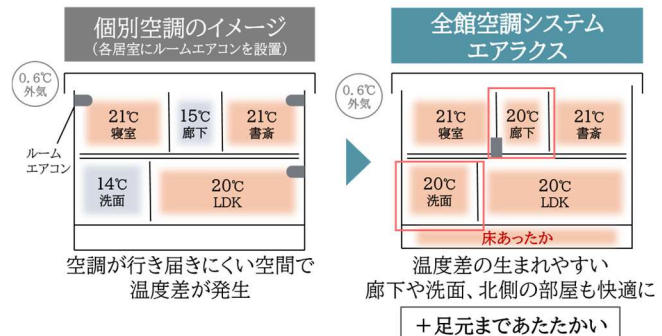 個別空調のイメージ
(各居室にルームエアコンを設置)
0.6℃
外気
21℃
寝室
15℃
廊下
21℃
書斎
ルーム
エアコン
14℃
洗面
20℃
LDK
空調が行き届きにくい空間で
温度差が発生
全館空調システム
エアラクス
0.6℃
外気
21℃
寝室
20℃
廊下
21℃
書斎
20℃
洗面
20℃
LDK
床あったか
温度差の生まれやすい
廊下や洗面、北側の部屋も快適に
+足元まであたたかい